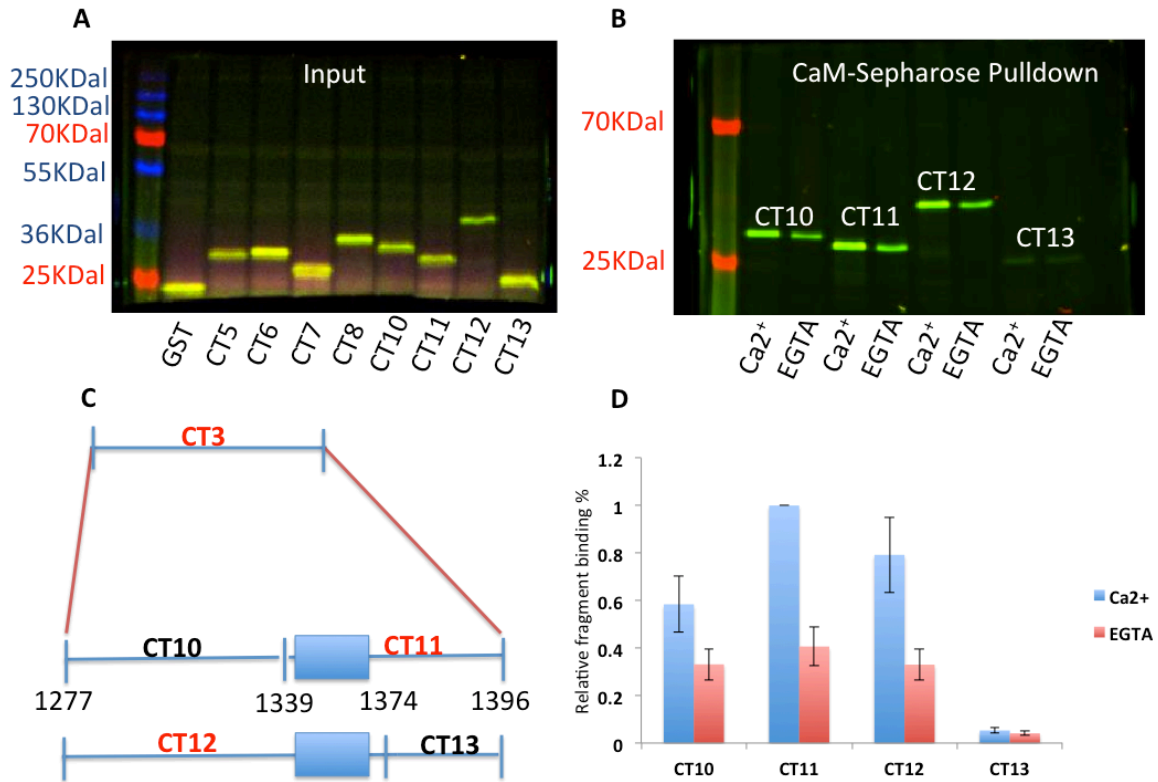 A
Input
250KDal
130KDal
70KDal
55KDal
36KDal
25KDal
GST
CT5
CT6
CT7
CT8
CT10
CT11
CT12
CT13
B
CaM-Sepharose Pulldown
70KDal
25KDal
CT10
CT11
CT12
CT13
Ca2⁺
EGTA
Ca2⁺
EGTA
Ca2⁺
EGTA
Ca2⁺
EGTA
C
CT3
CT10
CT11
1277
1339
1374
1396
CT12
CT13
D
Relative fragment binding %
1.2
1
0.8
0.6
0.4
0.2
0
CT10
CT11
CT12
CT13
Ca2+
EGTA